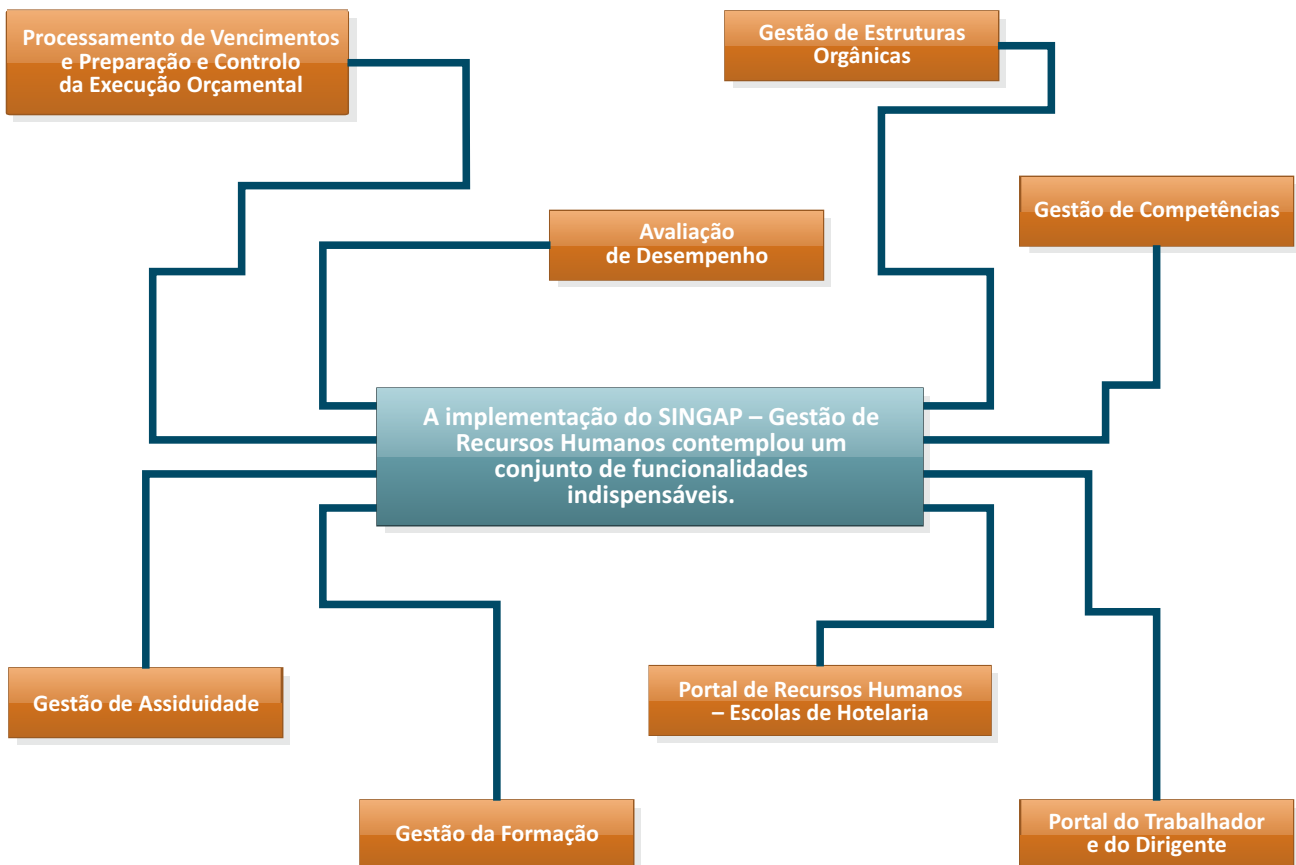 Processamento de Vencimentos
e Preparação e Controlo
da Execução Orçamental
Gestão de Estruturas
Orgânicas
Gestão de Competências
Avaliação
de Desempenho
A implementação do SINGAP – Gestão de
Recursos Humanos contemplou um
conjunto de funcionalidades
indispensáveis.
Gestão de Assiduidade
Portal de Recursos Humanos
– Escolas de Hotelaria
Gestão da Formação
Portal do Trabalhador
e do Dirigente